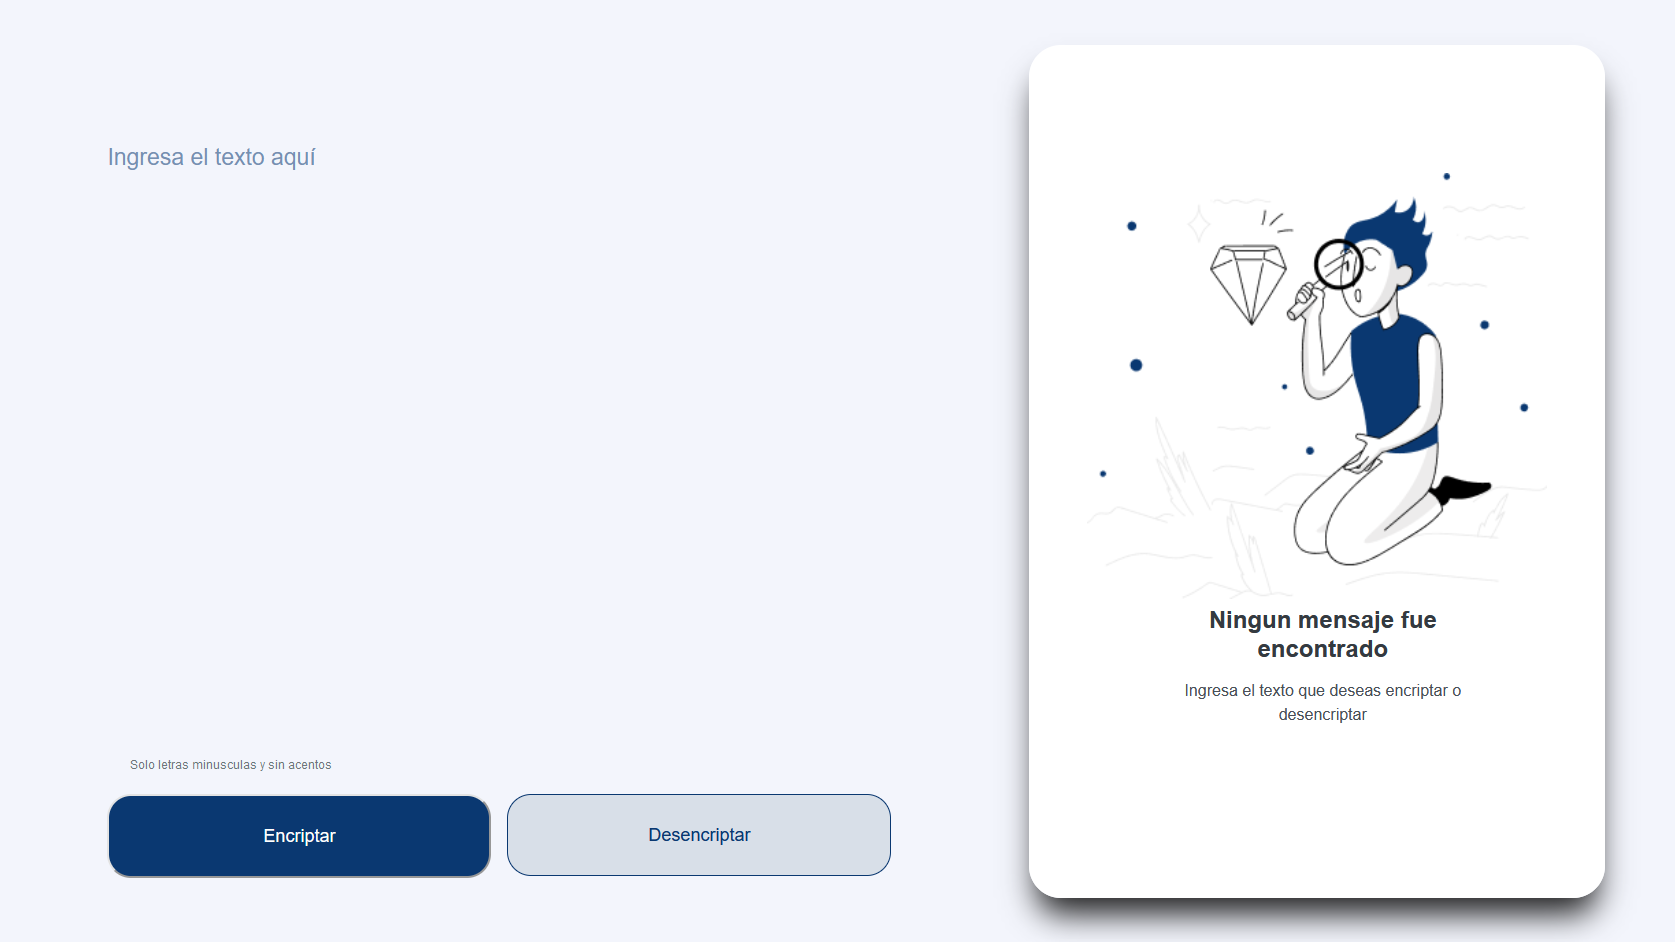 Ingresa el texto aquí
Solo letras minusculas y sin acentos
Encriptar
Desencriptar
Ningun mensaje fue
encontrado
Ingresa el texto que deseas encriptar o
desencriptar